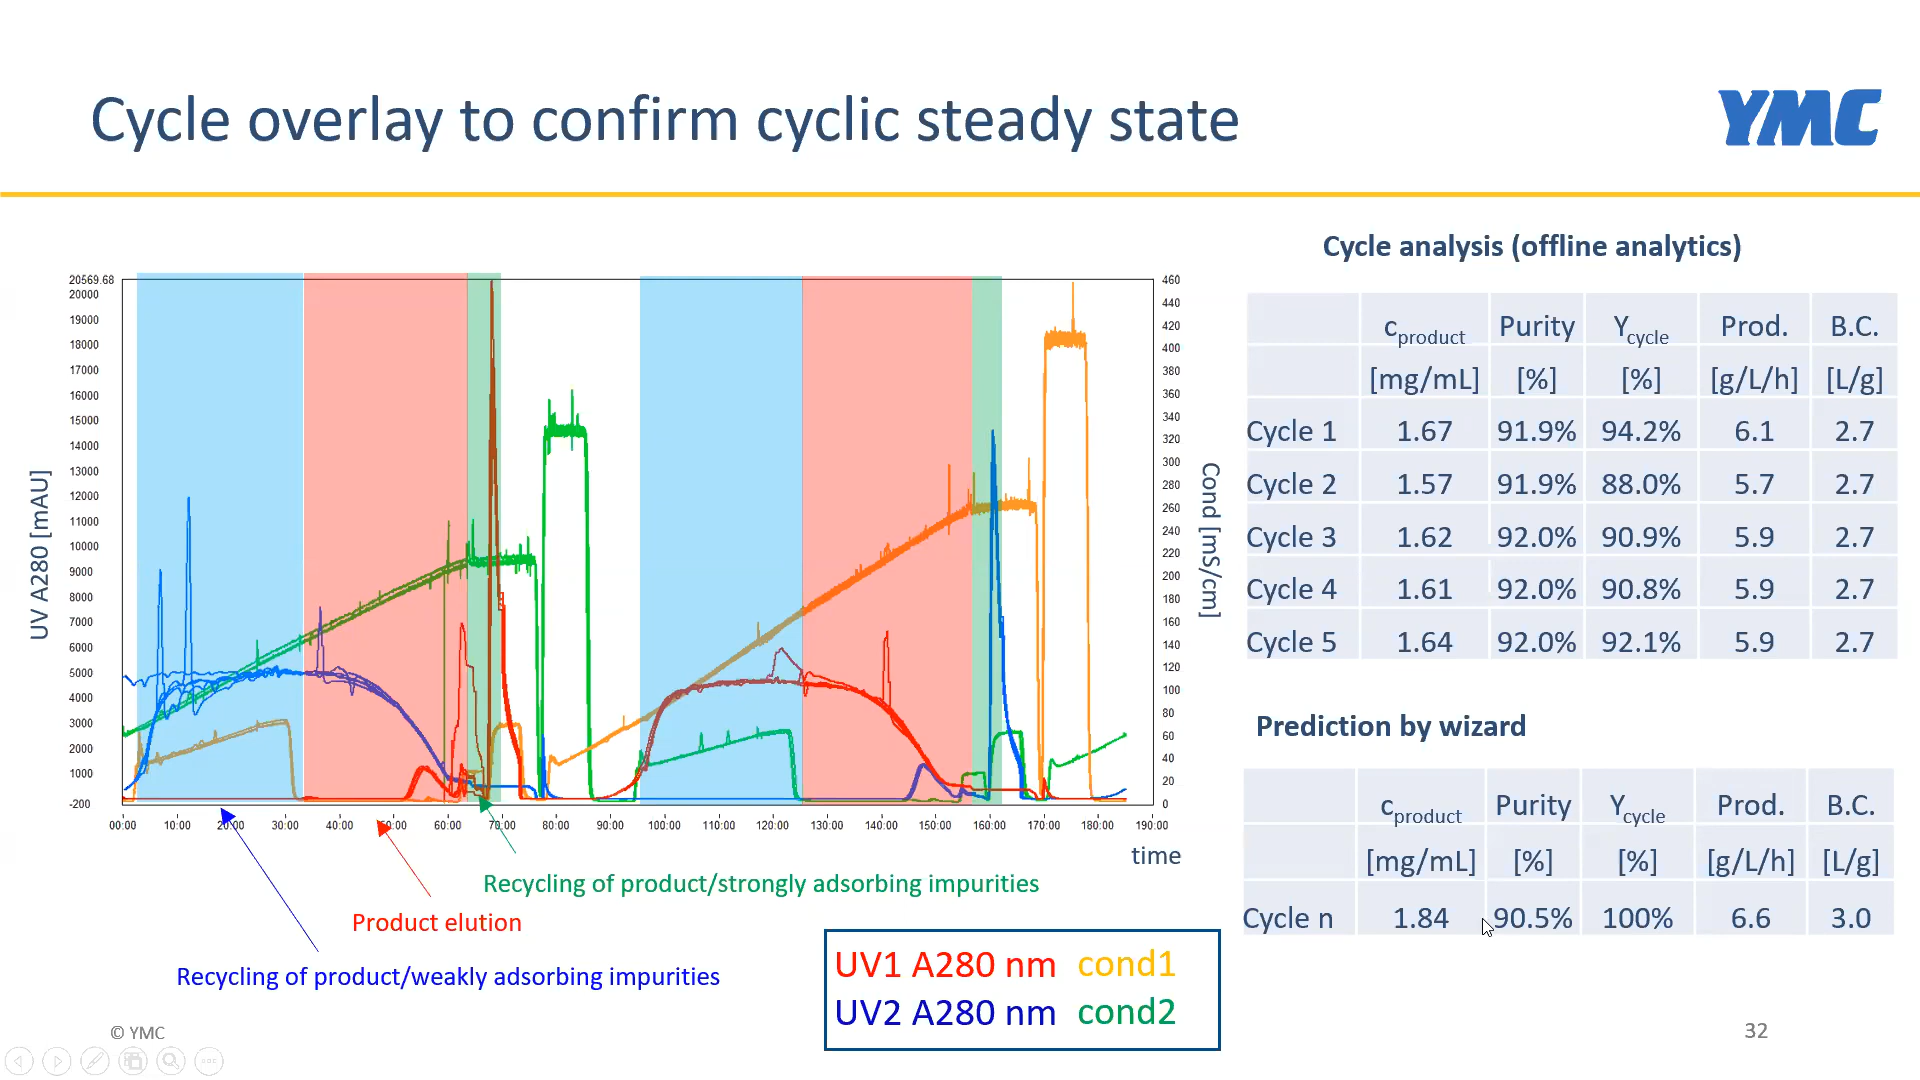 Cycle overlay to confirm cyclic steady state
YMC
UV A280 [mAU]
20569.68
20000
19000
18000
17000
16000
15000
14000
13000
12000
11000
10000
9000
8000
7000
6000
5000
4000
3000
2000
1000
-200
460
440
420
400
380
360
340
320
300
280
260
240
220
200
180
160
140
120
100
80
60
40
20
0
Cond [mS/cm]
00:00 10:00 20:00 30:00 40:00 50:00 60:00 70:00 80:00 90:00 100:00 110:00 120:00 130:00 140:00 150:00 160:00 170:00 180:00 190:00
time
Recycling of product/strongly adsorbing impurities
Product elution
Recycling of product/weakly adsorbing impurities
UV1 A280 nm cond1
UV2 A280 nm cond2
Cycle analysis (offline analytics)
cproduct Purity Ycycle Prod. B.C.
[mg/mL] [%] [%] [g/L/h] [L/g]
Cycle 1 1.67 91.9% 94.2% 6.1 2.7
Cycle 2 1.57 91.9% 88.0% 5.7 2.7
Cycle 3 1.62 92.0% 90.9% 5.9 2.7
Cycle 4 1.61 92.0% 90.8% 5.9 2.7
Cycle 5 1.64 92.0% 92.1% 5.9 2.7
Prediction by wizard
cproduct Purity Ycycle Prod. B.C.
[mg/mL] [%] [%] [g/L/h] [L/g]
Cycle n 1.84 90.5% 100% 6.6 3.0
© YMC
32